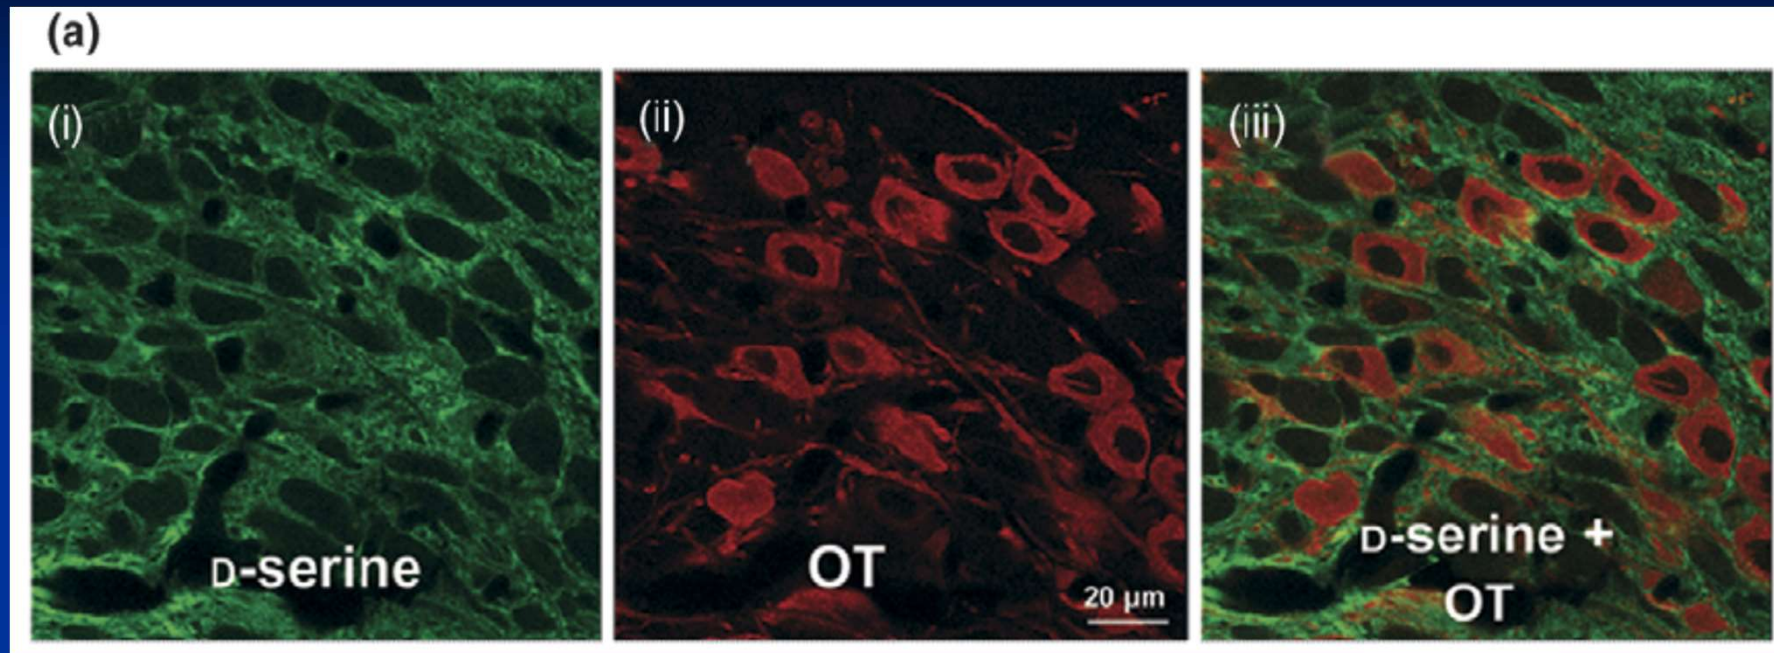 (a)
(i)
(ii)
(iii)
D-serine
OT
20 µm
D-serine +
OT